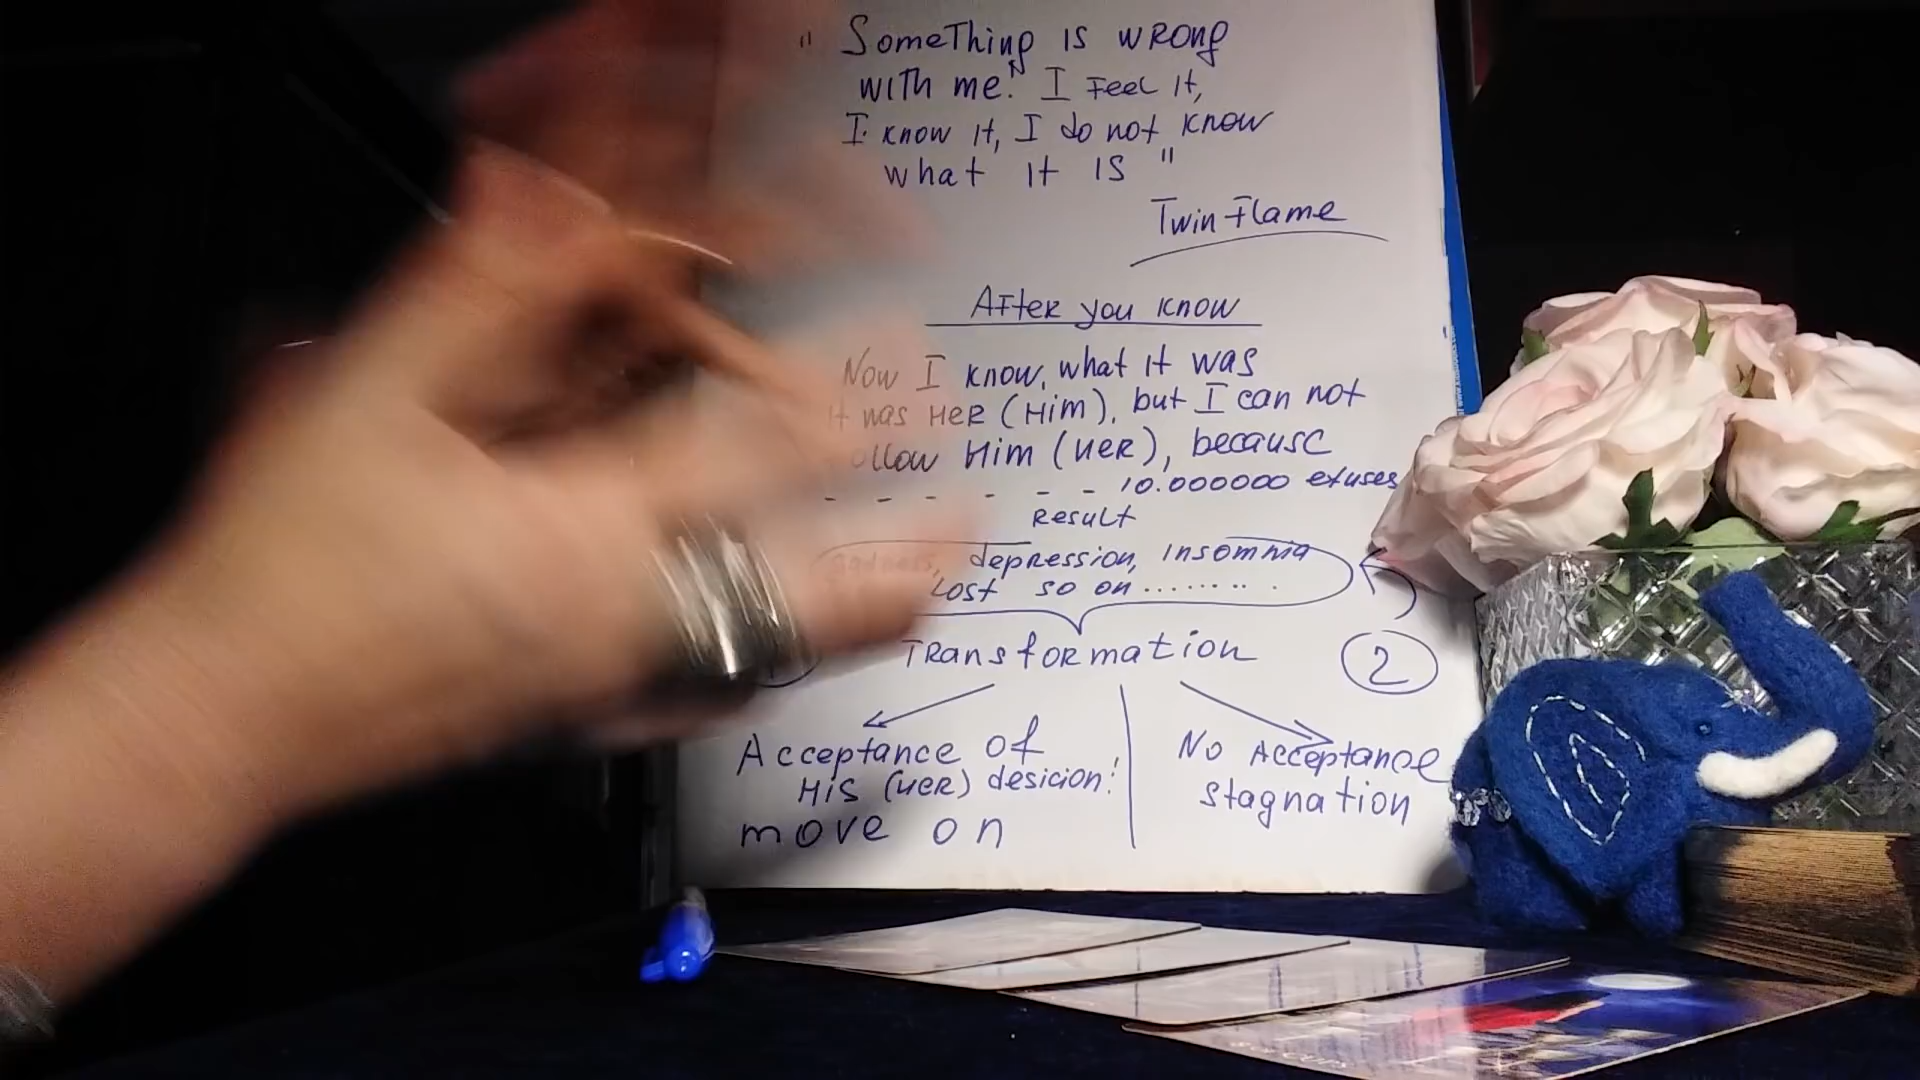 " Something is wrong
with me." I feel it,
I know it, I do not know
what it is "
Twin Flame
After you know
Now I know, what it was
It was Her (Him), but I can not
follow Him (Her), because
- - - - - - 10.000000 exuses
Result
depression, insomnia
Lost so on ........ .
Transformation
2
Acceptance of
His (Her) desicion!
move on
No Acceptance
stagnation